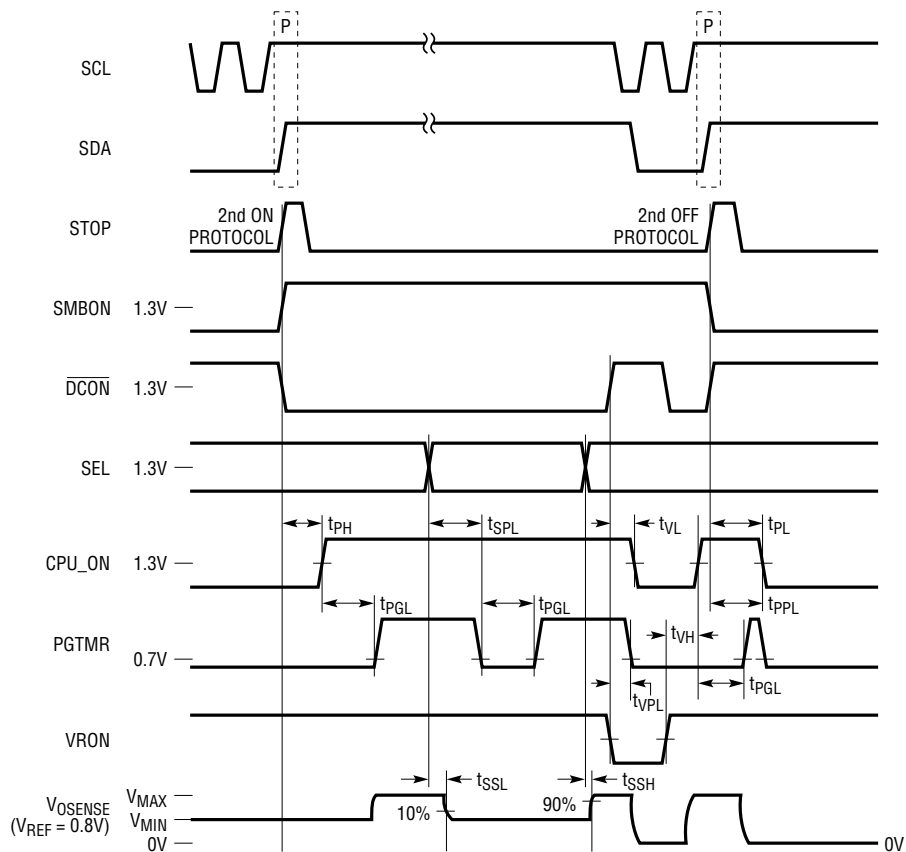 P P
SCL
SDA
2nd ON 2nd OFF
STOP PROTOCOL PROTOCOL
SMBON 1.3V
DCON 1.3V
SEL 1.3V
tPH tSPL tVL tPL
CPU_ON 1.3V
tPGL tPGL tPPL
PGTMR tVH
0.7V
tPGL
tVPL
VRON
tSSL tSSH
VOSENSE VMAX 10% 90%
(VREF = 0.8V) VMIN
0V 0V